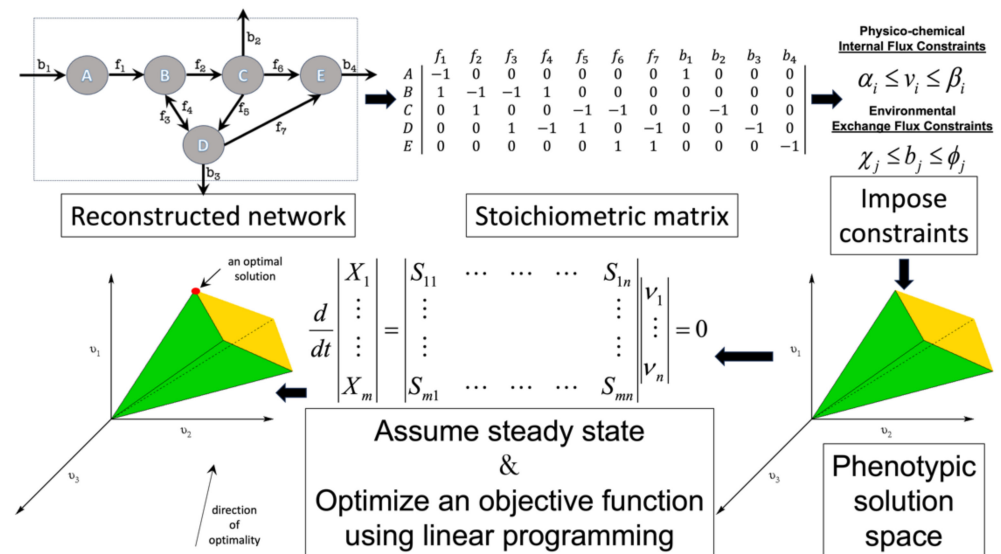 b₁ A f₁ B f₂ C f₆ E b₄
b₂
f₃ f₄ f₅ f₇
D
b₃
Reconstructed network
f₁ f₂ f₃ f₄ f₅ f₆ f₇ b₁ b₂ b₃ b₄
A −1 0 0 0 0 0 0 1 0 0 0
B 1 −1 −1 1 0 0 0 0 0 0 0
C 0 1 0 0 −1 −1 0 0 −1 0 0
D 0 0 1 −1 1 0 −1 0 0 −1 0
E 0 0 0 0 0 1 1 0 0 0 −1
Stoichiometric matrix
Physico-chemical
Internal Flux Constraints
αᵢ ≤ vᵢ ≤ βᵢ
Environmental
Exchange Flux Constraints
χⱼ ≤ bⱼ ≤ ϕⱼ
Impose
constraints
υ₁
υ₂
υ₃
Phenotypic
solution
space
d/dt |X₁ ⋮ ⋮ Xₘ| = |S₁₁ ⋯ ⋯ ⋯ S₁ₙ ⋮ ⋮ ⋮ ⋮ Sₘ₁ ⋯ ⋯ ⋯ Sₘₙ| |ν₁ ⋮ νₙ| = 0
Assume steady state
&
Optimize an objective function
using linear programming
an optimal
solution
υ₁
υ₂
υ₃
direction
of
optimality